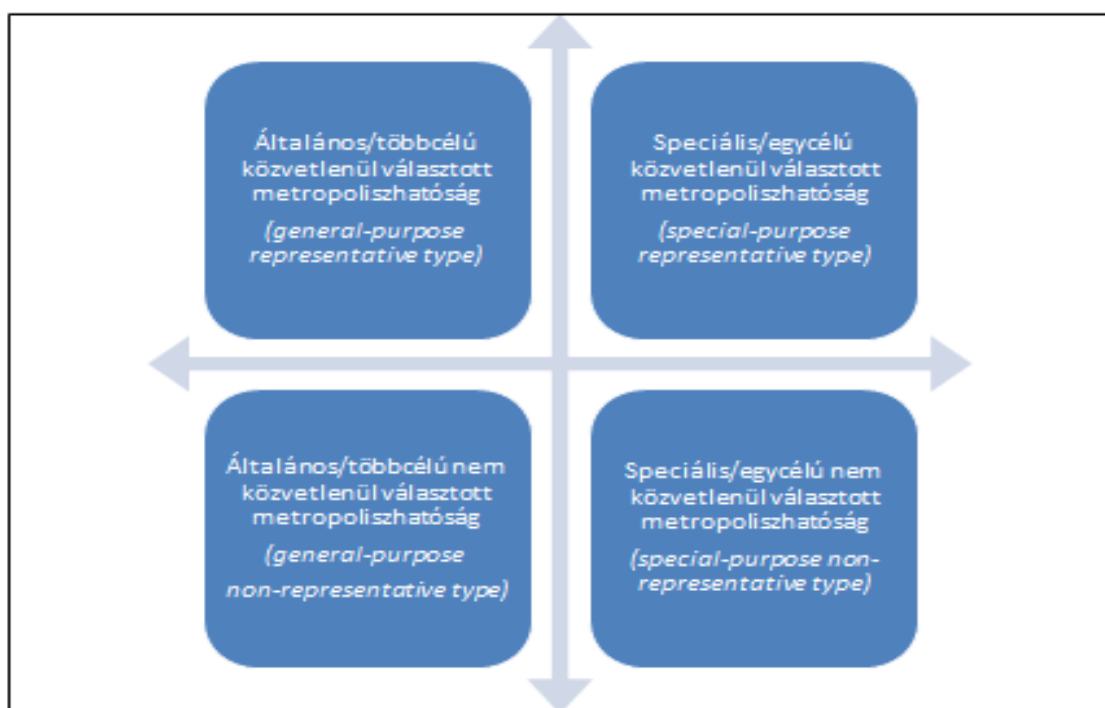 Általános/többcélú
közvetlenül választott
metropoliszhatóság
(general-purpose
representative type)
Speciális/egycélú
közvetlenül választott
metropoliszhatóság
(special-purpose
representative type)
Általános/többcélú nem
közvetlenül választott
metropoliszhatóság
(general-purpose
non-representative type)
Speciális/egycélú nem
közvetlenül választott
metropoliszhatóság
(special-purpose non-
representative type)